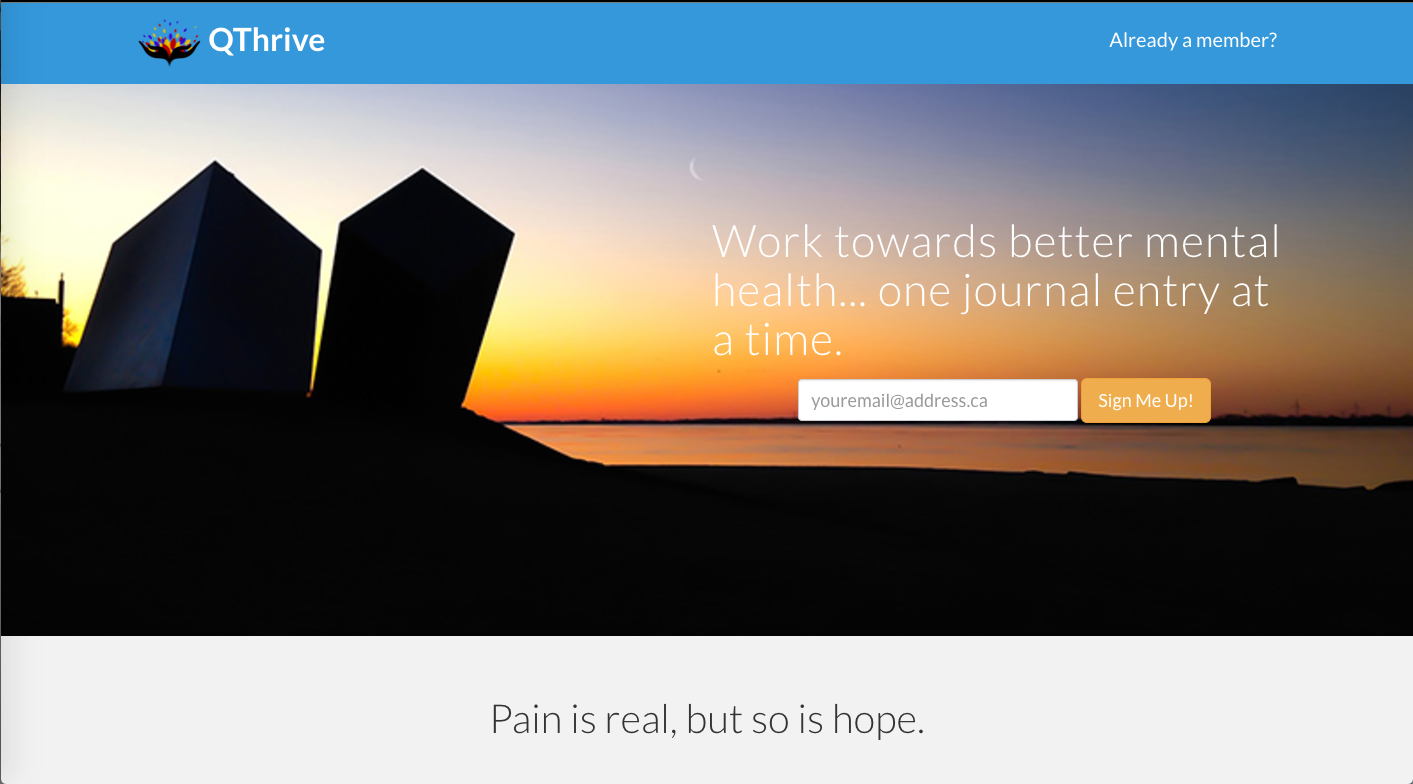 QThrive
Already a member?
Work towards better mental
health... one journal entry at
a time.
youremail@address.ca
Sign Me Up!
Pain is real, but so is hope.